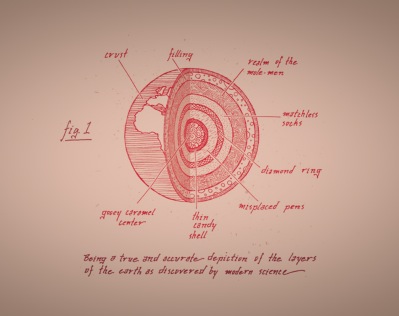 crust
filling
realm of the
mole-men
matchless
socks
fig. 1
diamond ring
misplaced pens
gooey caramel
center
thin
candy
shell
Being a true and accurate depiction of the layers
of the earth as discovered by modern science